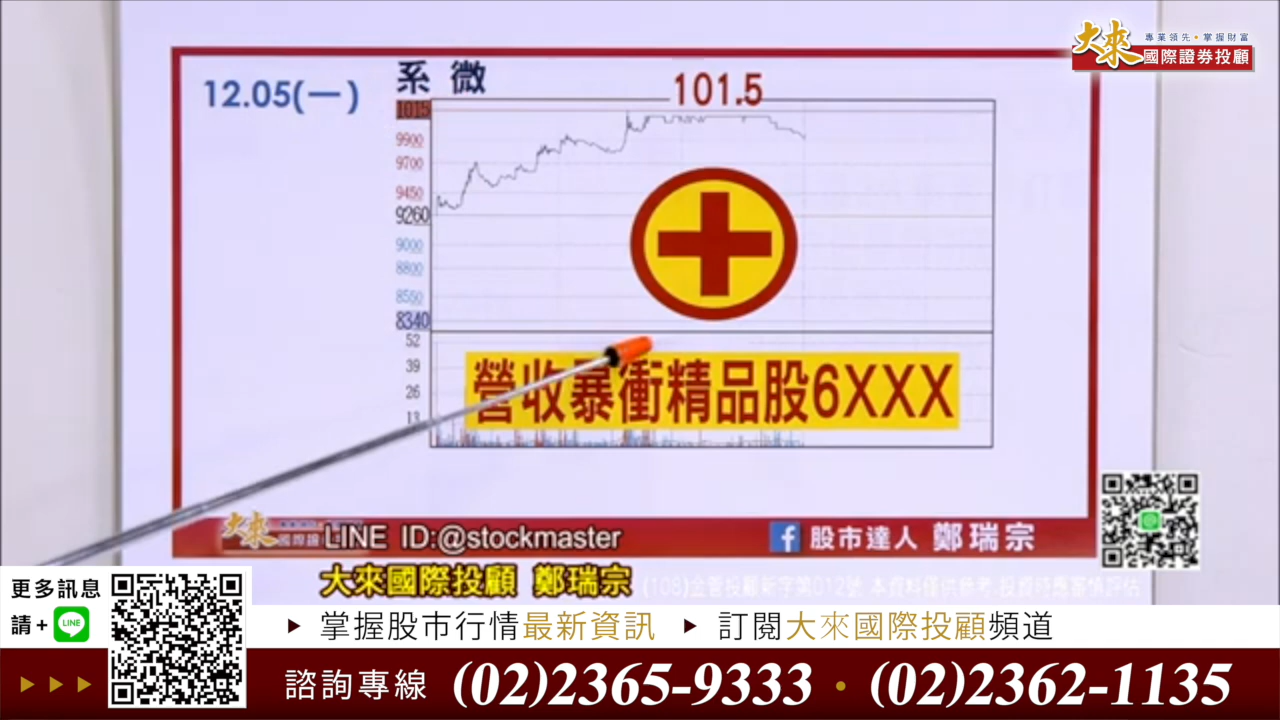 大來 專業領先・掌握財富
國際證券投顧
12.05(一)
系微
101.5
1015
9900
9700
9450
9260
9000
8800
8550
8340
52
39
26
13
營收暴衝精品股6XXX
大來
LINE ID:@stockmaster
股市達人 鄭瑞宗
大來國際投顧 鄭瑞宗
更多訊息
請+
LINE
掌握股市行情最新資訊
訂閱大來國際投顧頻道
諮詢專線 (02)2365-9333・(02)2362-1135